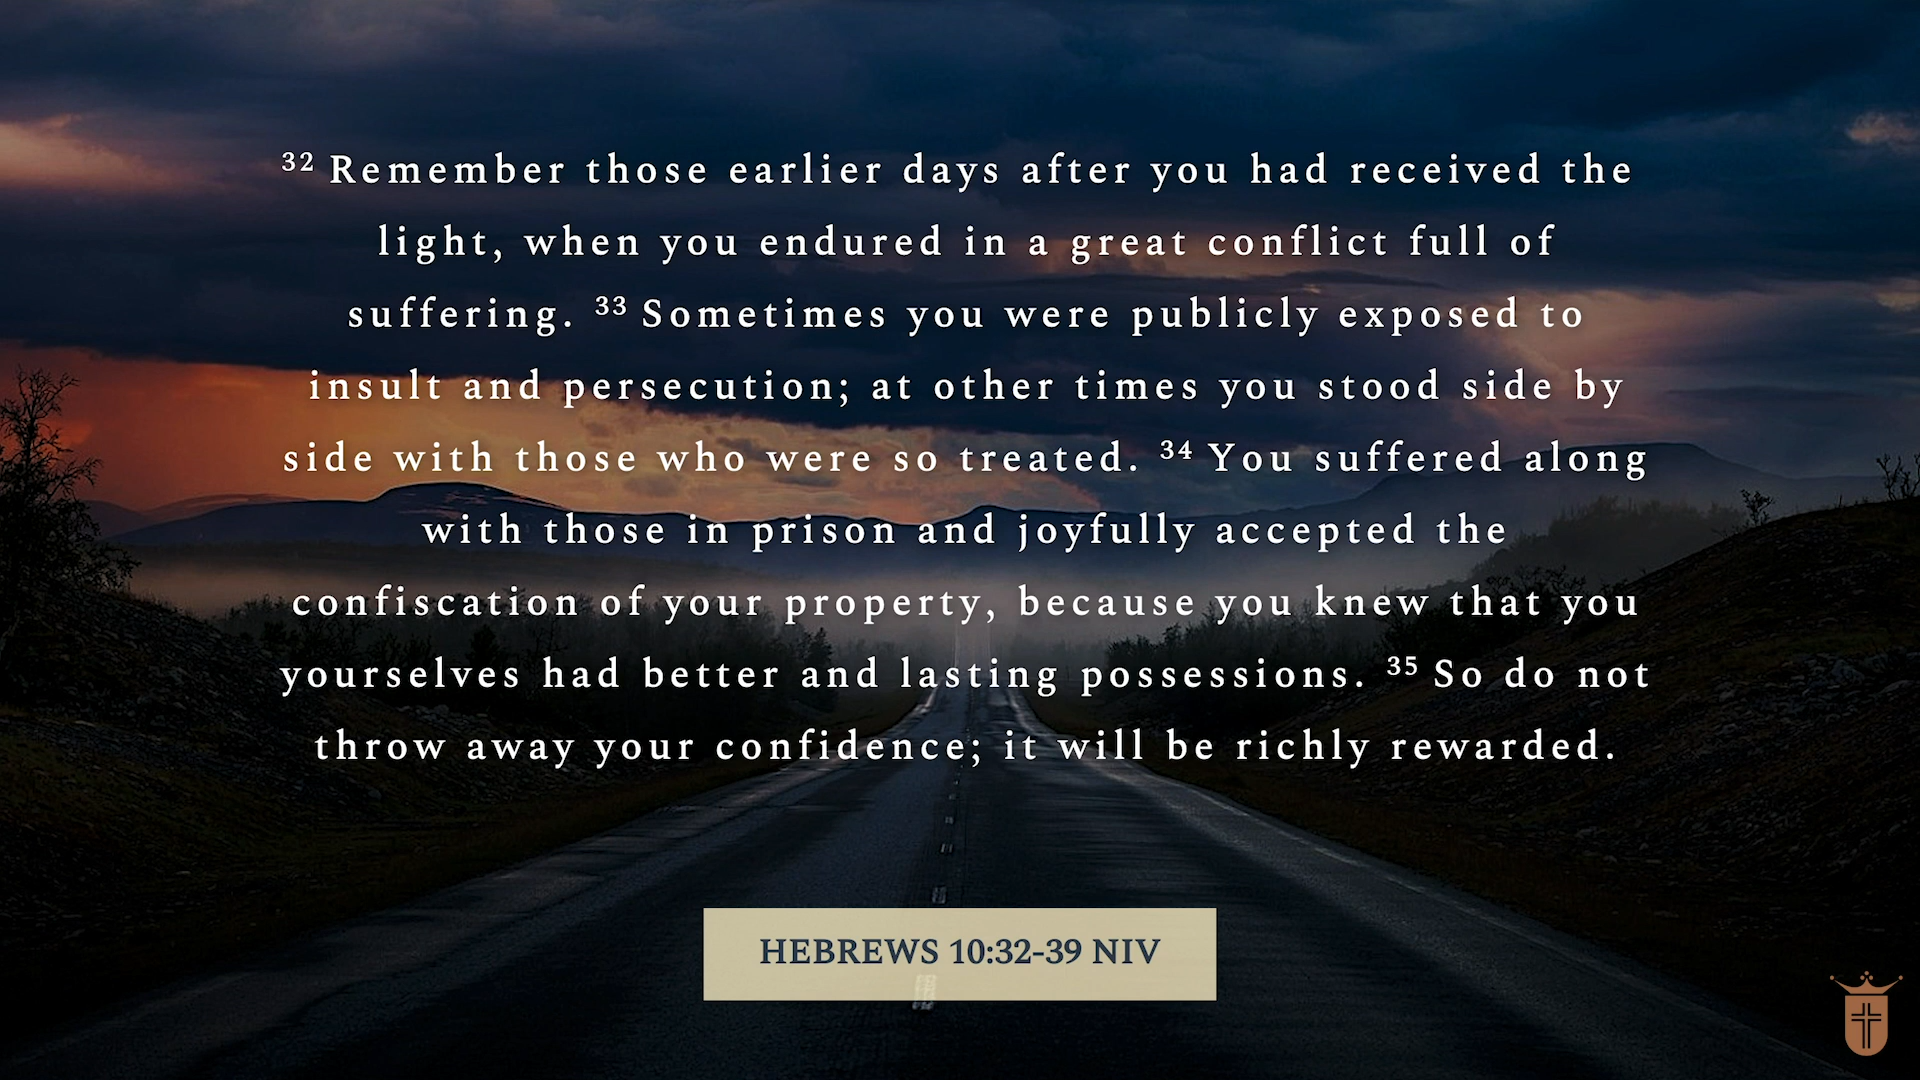 ³² Remember those earlier days after you had received the
light, when you endured in a great conflict full of
suffering. ³³ Sometimes you were publicly exposed to
insult and persecution; at other times you stood side by
side with those who were so treated. ³⁴ You suffered along
with those in prison and joyfully accepted the
confiscation of your property, because you knew that you
yourselves had better and lasting possessions. ³⁵ So do not
throw away your confidence; it will be richly rewarded.
HEBREWS 10:32-39 NIV